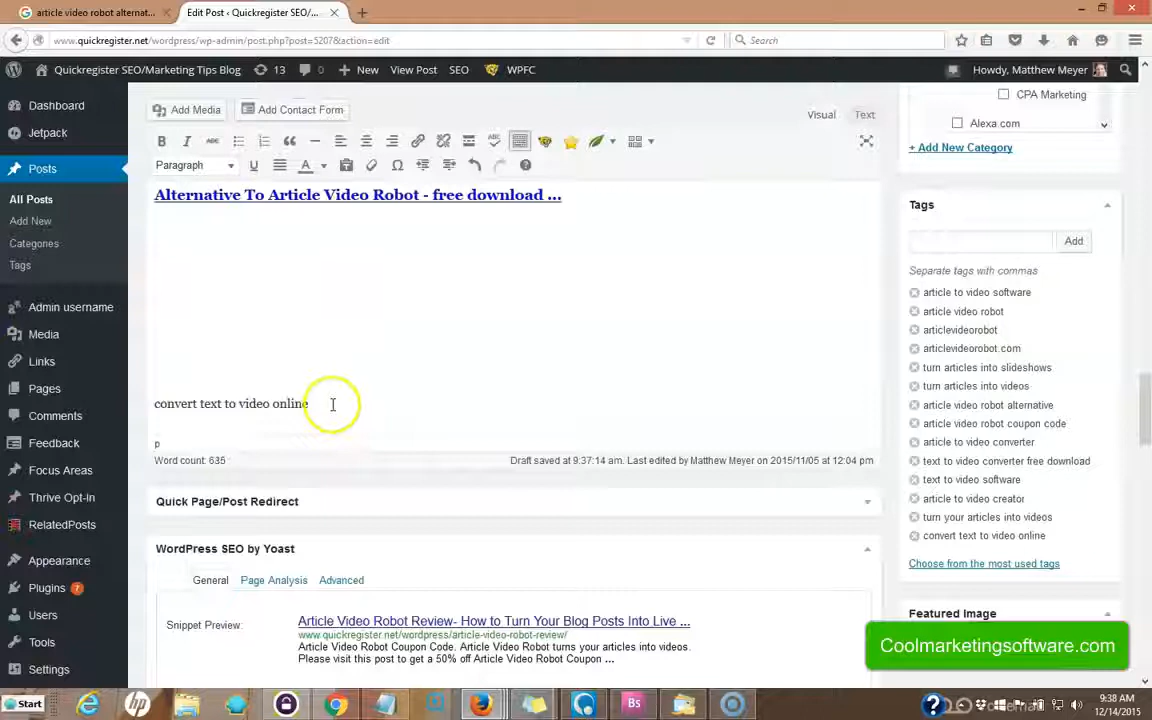 article video robot alternat...
Edit Post ‹ Quickregister SEO/...
www.quickregister.net/wordpress/wp-admin/post.php?post=5207&action=edit
Search
Quickregister SEO/Marketing Tips Blog
13
0
New
View Post
SEO
WPFC
Howdy, Matthew Meyer
Dashboard
Jetpack
Posts
All Posts
Add New
Categories
Tags
Admin username
Media
Links
Pages
Comments
Feedback
Focus Areas
Thrive Opt-In
RelatedPosts
Appearance
Plugins 7
Users
Tools
Settings
Add Media
Add Contact Form
Visual
Text
B I ABC
Paragraph
U A
Alternative To Article Video Robot - free download ...
convert text to video online
p
Word count: 635
Draft saved at 9:37:14 am. Last edited by Matthew Meyer on 2015/11/05 at 12:04 pm
Quick Page/Post Redirect
WordPress SEO by Yoast
General
Page Analysis
Advanced
Snippet Preview:
Article Video Robot Review- How to Turn Your Blog Posts Into Live ...
www.quickregister.net/wordpress/article-video-robot-review/
Article Video Robot Coupon Code. Article Video Robot turns your articles into videos.
Please visit this post to get a 50% off Article Video Robot Coupon ...
CPA Marketing
Alexa.com
+ Add New Category
Tags
Add
Separate tags with commas
article to video software
article video robot
articlevideorobot
articlevideorobot.com
turn articles into slideshows
turn articles into videos
article video robot alternative
article video robot coupon code
article to video converter
text to video converter free download
text to video software
article to video creator
turn your articles into videos
convert text to video online
Choose from the most used tags
Featured Image
Coolmarketingsoftware.com
Start
hp
Bs
9:38 AM
12/14/2015